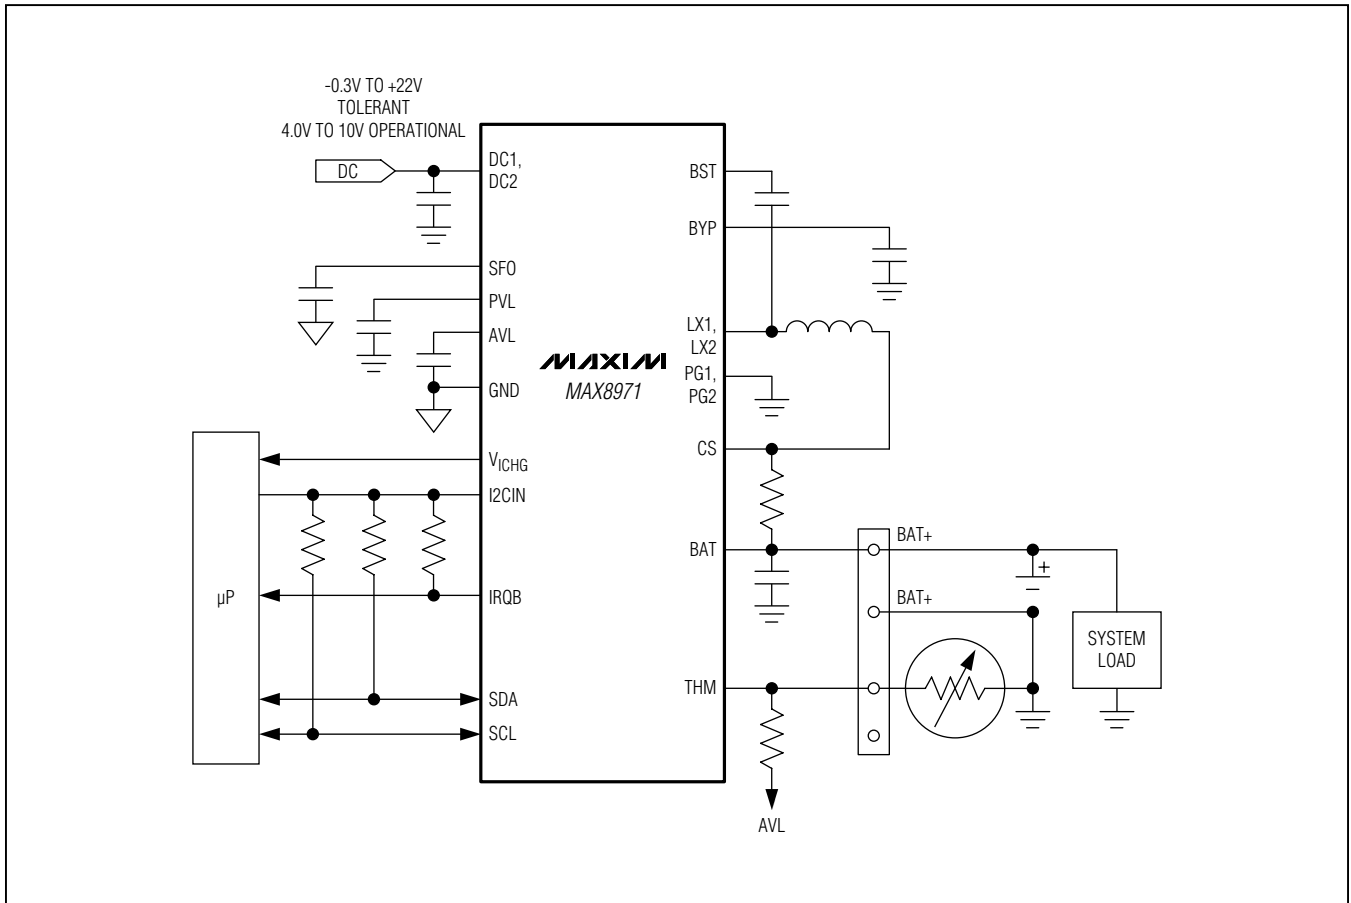 -0.3V TO +22V
TOLERANT
4.0V TO 10V OPERATIONAL
DC
DC1,
DC2
SFO
PVL
AVL
GND
VICHG
I2CIN
IRQB
SDA
SCL
µP
MAXIM
MAX8971
BST
BYP
LX1,
LX2
PG1,
PG2
CS
BAT
THM
AVL
BAT+
+
BAT+
SYSTEM
LOAD